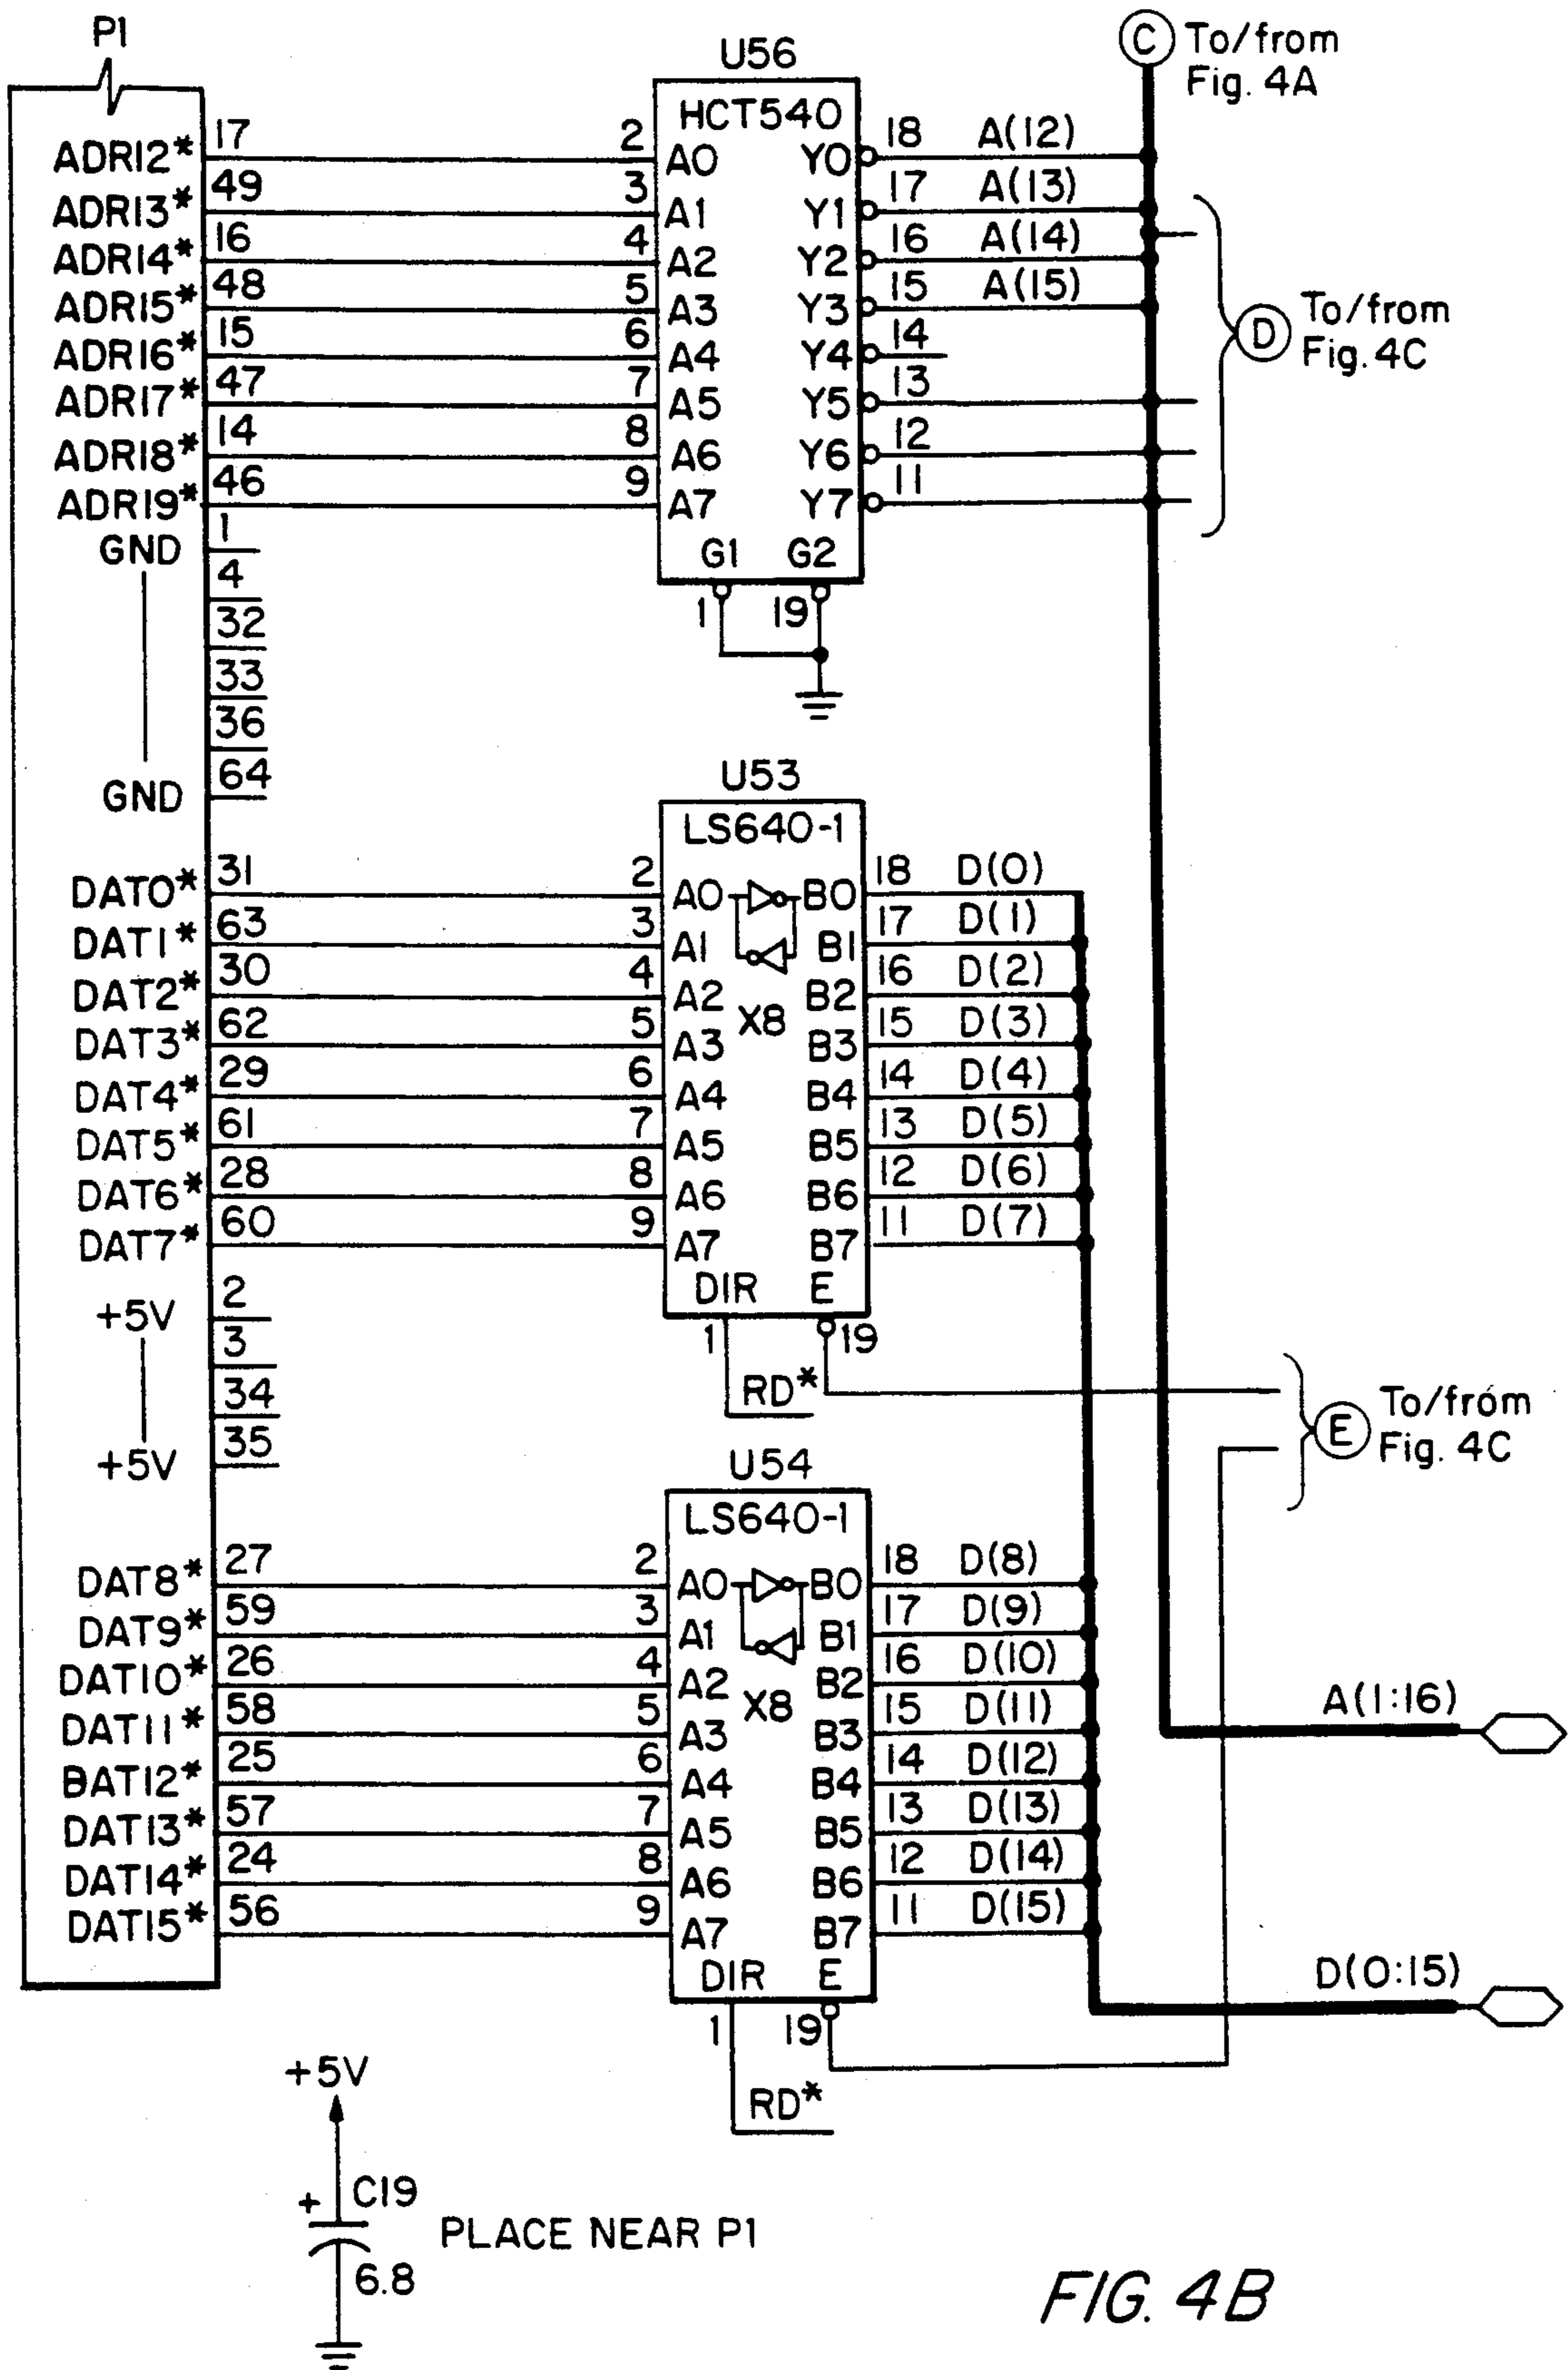 P1
U56
C To/from
Fig. 4A
HCT540
ADR12* 17 2 A0 Y0 18 A(12)
ADR13* 49 3 A1 Y1 17 A(13)
ADR14* 16 4 A2 Y2 16 A(14)
ADR15* 48 5 A3 Y3 15 A(15)
ADR16* 15 6 A4 Y4 14
ADR17* 47 7 A5 Y5 13
ADR18* 14 8 A6 Y6 12
ADR19* 46 9 A7 Y7 11
D To/from
Fig. 4C
GND 1
4
32
33
36
GND 64
G1 G2
1 19
U53
LS640-1
DAT0* 31 2 A0 B0 18 D(0)
DAT1* 63 3 A1 B1 17 D(1)
DAT2* 30 4 A2 B2 16 D(2)
X8
DAT3* 62 5 A3 B3 15 D(3)
DAT4* 29 6 A4 B4 14 D(4)
DAT5* 61 7 A5 B5 13 D(5)
DAT6* 28 8 A6 B6 12 D(6)
DAT7* 60 9 A7 B7 11 D(7)
DIR E
1 19
RD*
+5V 2
3
34
+5V 35
E To/from
Fig. 4C
U54
LS640-1
DAT8* 27 2 A0 B0 18 D(8)
DAT9* 59 3 A1 B1 17 D(9)
DAT10* 26 4 A2 B2 16 D(10)
X8
DAT11* 58 5 A3 B3 15 D(11)
DAT12* 25 6 A4 B4 14 D(12)
DAT13* 57 7 A5 B5 13 D(13)
DAT14* 24 8 A6 B6 12 D(14)
DAT15* 56 9 A7 B7 11 D(15)
DIR E
1 19
RD*
A(1:16)
D(0:15)
+5V
+ C19
6.8
PLACE NEAR P1
FIG. 4B